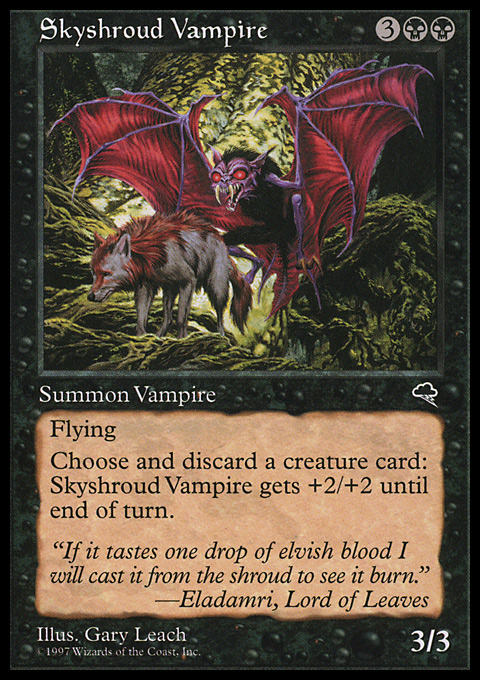 Skyshroud Vampire 3
Summon Vampire
Flying
Choose and discard a creature card:
Skyshroud Vampire gets +2/+2 until
end of turn.
“If it tastes one drop of elvish blood I
will cast it from the shroud to see it burn.”
—Eladamri, Lord of Leaves
Illus. Gary Leach
©1997 Wizards of the Coast, Inc.
3/3